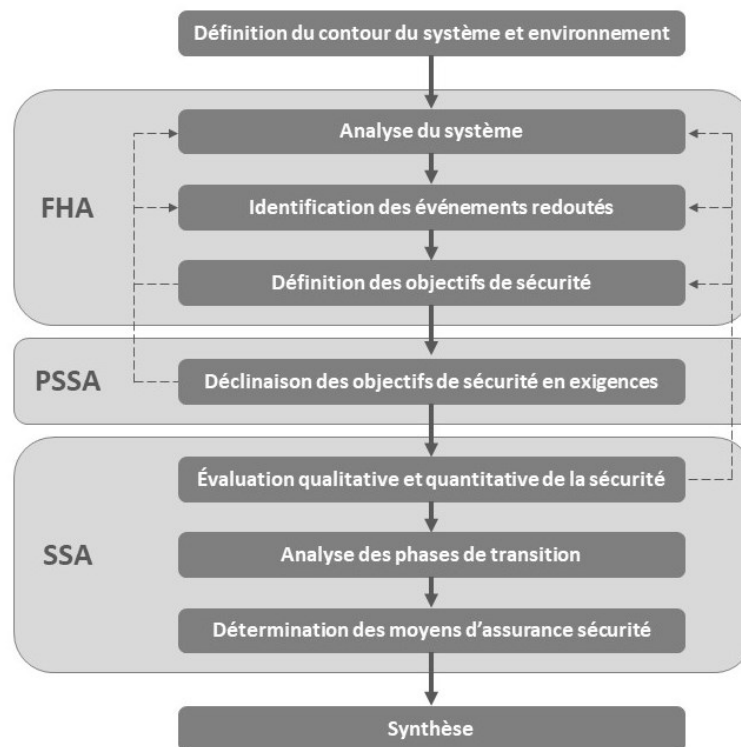 Définition du contour du système et environnement
Analyse du système
FHA
Identification des événements redoutés
Définition des objectifs de sécurité
PSSA
Déclinaison des objectifs de sécurité en exigences
Évaluation qualitative et quantitative de la sécurité
SSA
Analyse des phases de transition
Détermination des moyens d'assurance sécurité
Synthèse